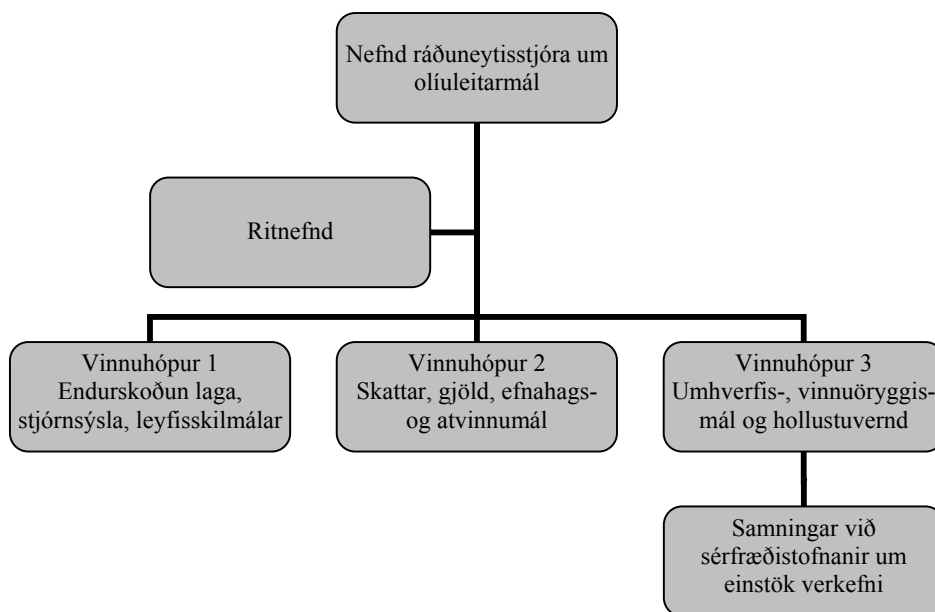 Nefnd ráðuneytisstjóra um
olíuleitarmál
Ritnefnd
Vinnuhópur 1
Endurskoðun laga,
stjórnsýsla, leyfisskilmálar
Vinnuhópur 2
Skattar, gjöld, efnahags-
og atvinnumál
Vinnuhópur 3
Umhverfis-, vinnuöryggis-
mál og hollustuvernd
Samningar við
sérfræðistofnanir um
einstök verkefni